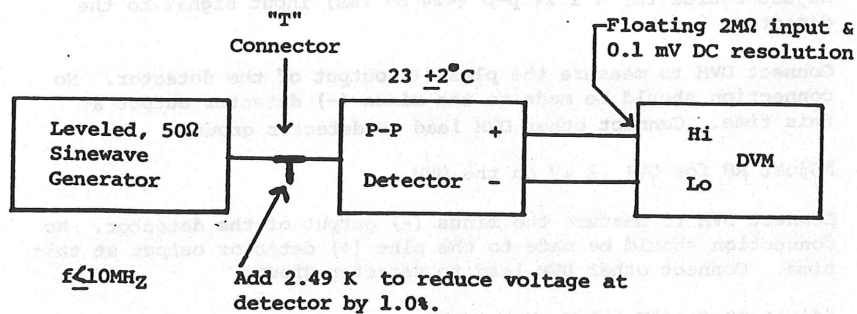 "T"
Connector
Floating 2MΩ input &
0.1 mV DC resolution
23 ±2°C
Leveled, 50Ω
Sinewave
Generator
P-P +
Detector -
Hi
DVM
Lo
f≤10MHz
Add 2.49 K to reduce voltage at
detector by 1.0%.